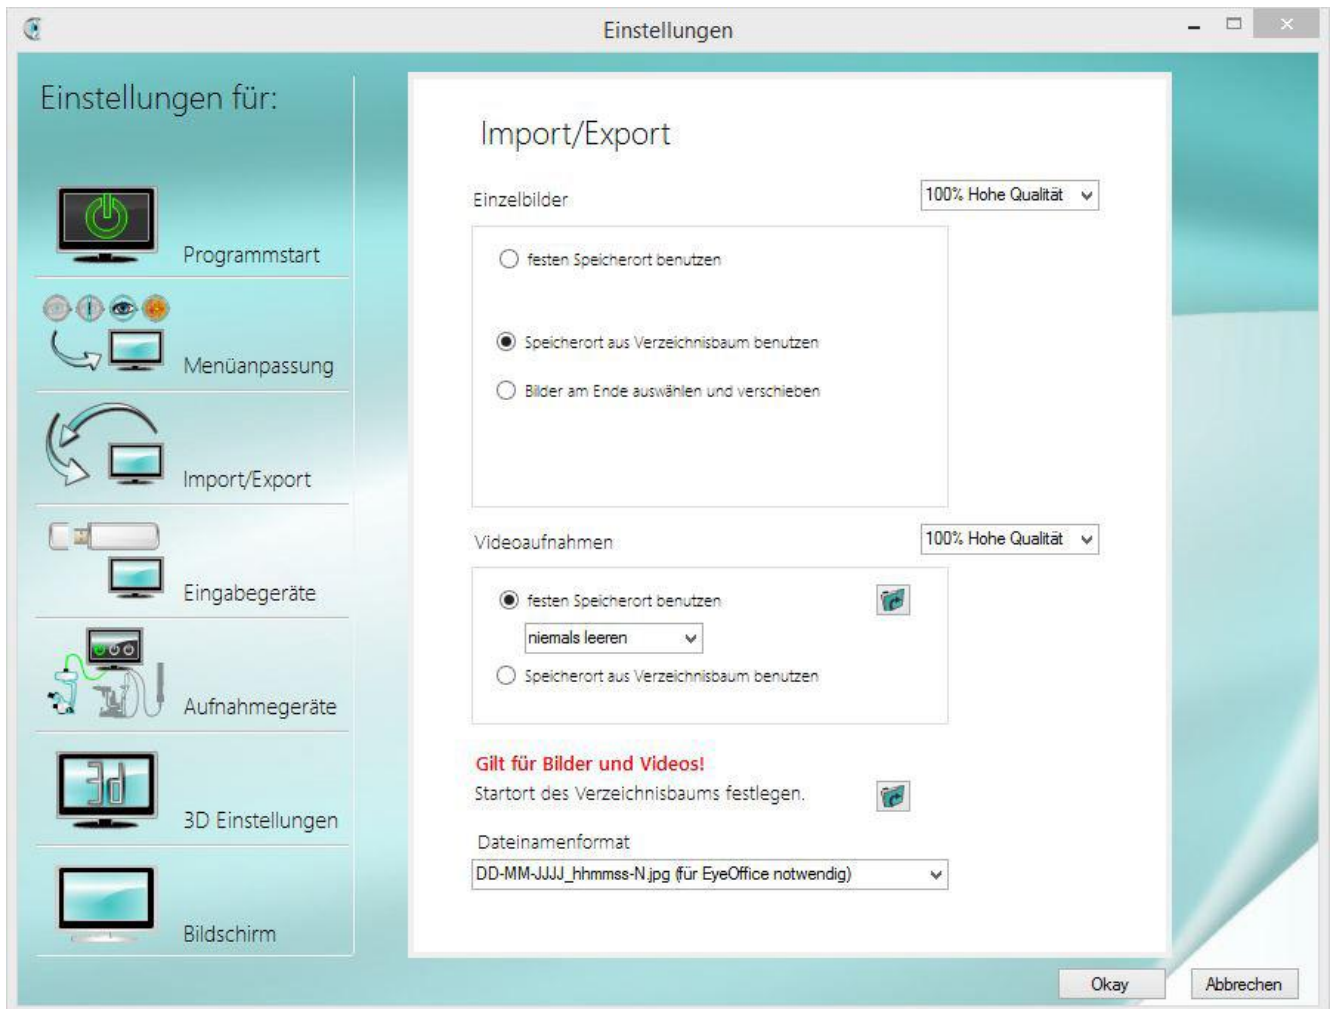 Einstellungen
Einstellungen für:
Programmstart
Menüanpassung
Import/Export
Eingabegeräte
Aufnahmegeräte
3d
3D Einstellungen
Bildschirm
Import/Export
Einzelbilder
100% Hohe Qualität
festen Speicherort benutzen
Speicherort aus Verzeichnisbaum benutzen
Bilder am Ende auswählen und verschieben
Videoaufnahmen
100% Hohe Qualität
festen Speicherort benutzen
niemals leeren
Speicherort aus Verzeichnisbaum benutzen
Gilt für Bilder und Videos!
Startort des Verzeichnisbaums festlegen.
Dateinamenformat
DD-MM-JJJJ_hhmmss-N.jpg (für EyeOffice notwendig)
Okay
Abbrechen